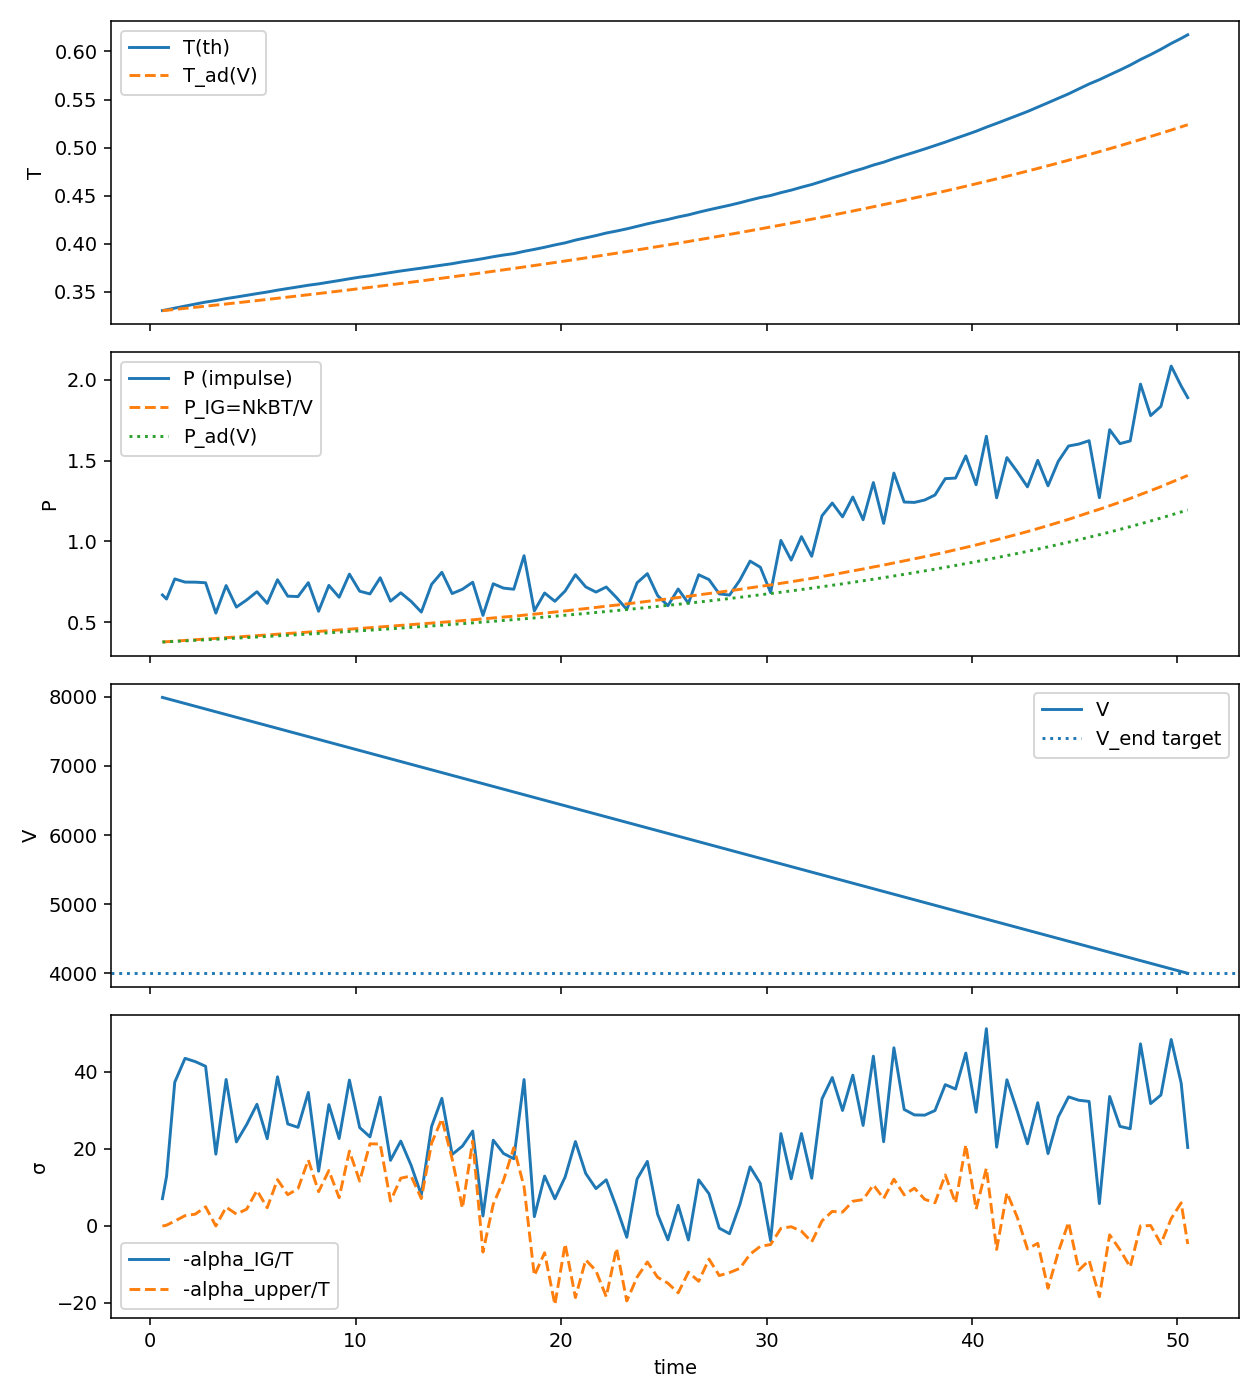 0.60
0.55
0.50
0.45
0.40
0.35
T
T(th)
T_ad(V)
2.0
1.5
1.0
0.5
P
P (impulse)
P_IG=NkBT/V
P_ad(V)
8000
7000
6000
5000
4000
V
V
V_end target
40
20
0
−20
σ
-alpha_IG/T
-alpha_upper/T
0 10 20 30 40 50
time